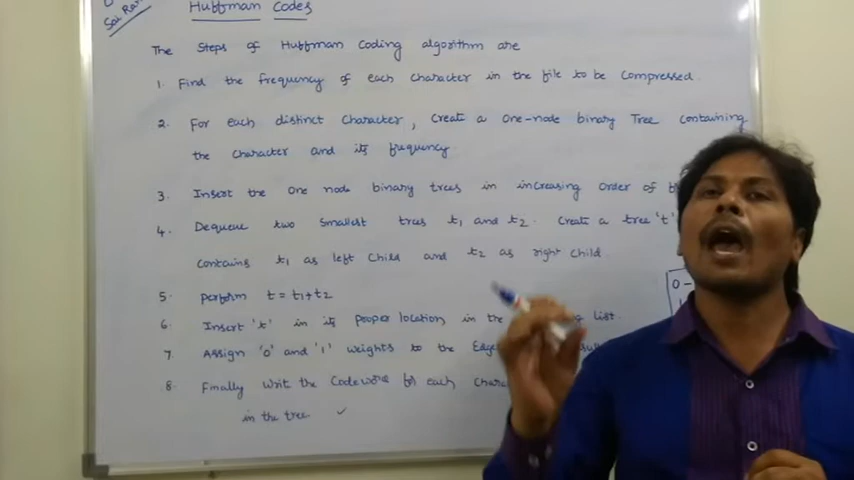 Sai Ram
Huffman Codes
The Steps of Huffman Coding algorithm are
1. Find the frequency of each character in the file to be compressed.
2. For each distinct character, Create a one-node binary Tree containing
the character and its frequency
3. Insert the one node binary trees in increasing order of
4. Dequeue two smallest trees t1 and t2. Create a tree 't'
contains t1 as left child and t2 as right child.
0-
5. perform t = t1+t2
6. Insert 't' in its proper location in the list.
7. Assign '0' and '1' weights to the
8. Finally write the Codeword for each
in the tree ✓